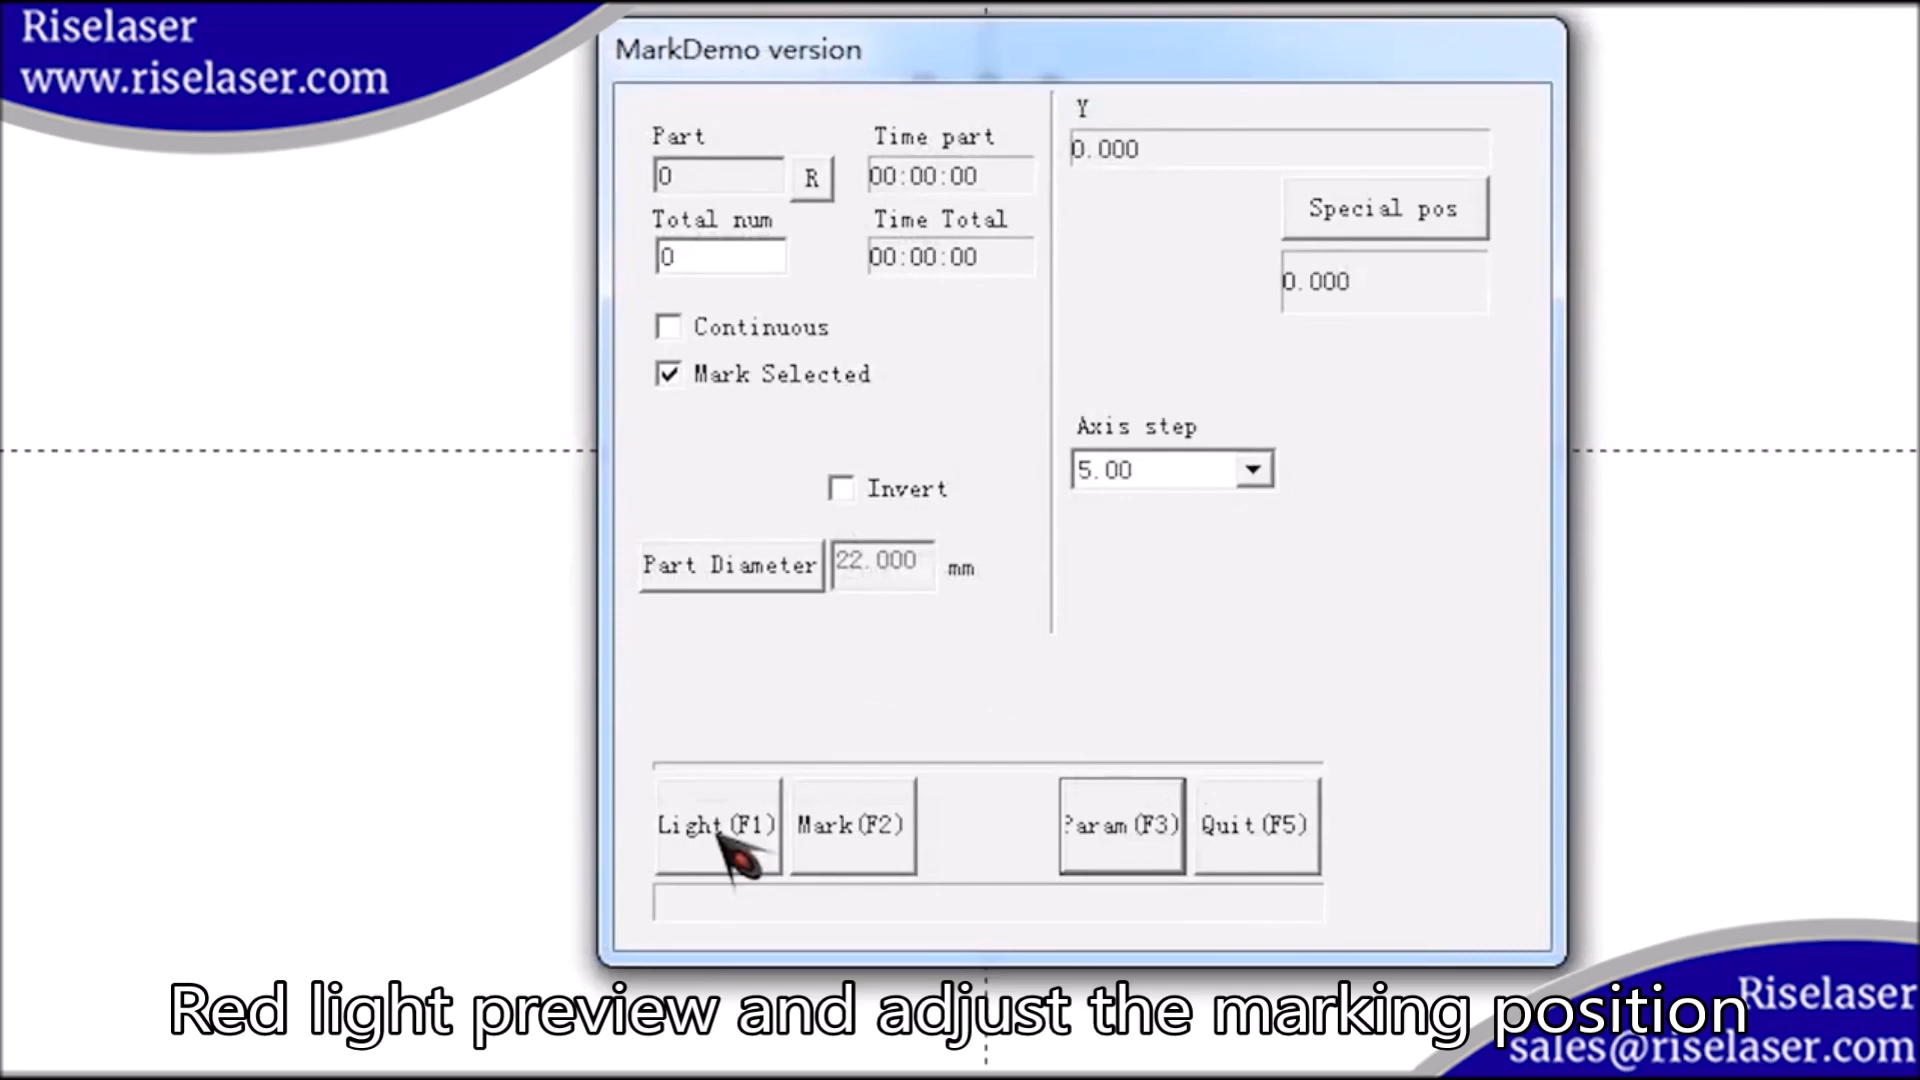 Riselaser
www.riselaser.com
MarkDemo version
Part
0
R
Time part
00:00:00
Total num
0
Time Total
00:00:00
Continuous
Mark Selected
Invert
Part Diameter
22.000
mm
Y
0.000
Special pos
0.000
Axis step
5.00
Light(F1)
Mark(F2)
Param(F3)
Quit(F5)
Red light preview and adjust the marking position
Riselaser
sales@riselaser.com